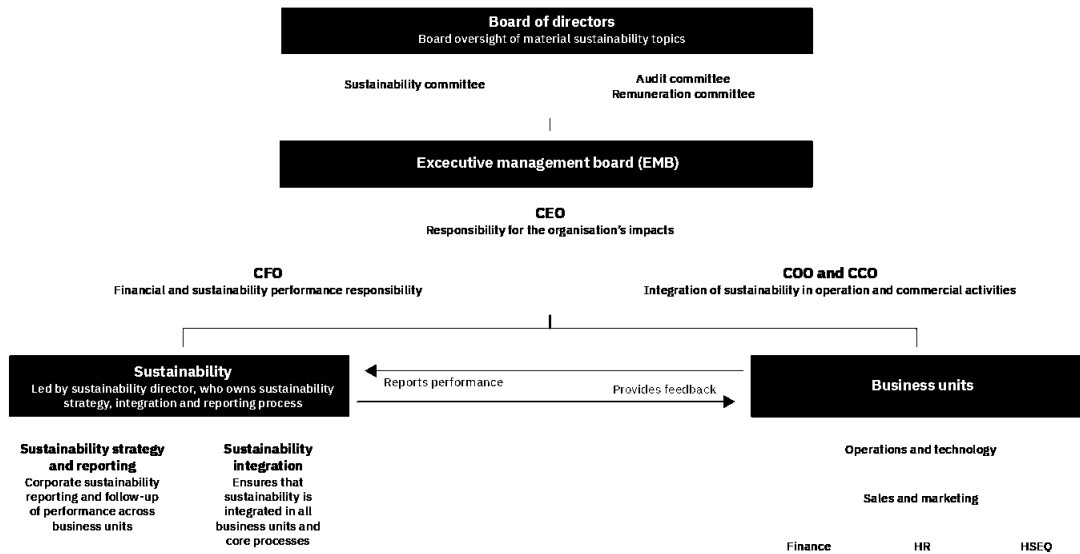 Board of directors
Board oversight of material sustainability topics
Sustainability committee
Audit committee
Remuneration committee
Excecutive management board (EMB)
CEO
Responsibility for the organisation's impacts
CFO
Financial and sustainability performance responsibility
COO and CCO
Integration of sustainability in operation and commercial activities
Sustainability
Led by sustainability director, who owns sustainability
strategy, integration and reporting process
Reports performance
Provides feedback
Business units
Sustainability strategy
and reporting
Corporate sustainability
reporting and follow-up
of performance across
business units
Sustainability
integration
Ensures that
sustainability is
integrated in all
business units and
core processes
Operations and technology
Sales and marketing
Finance
HR
HSEQ